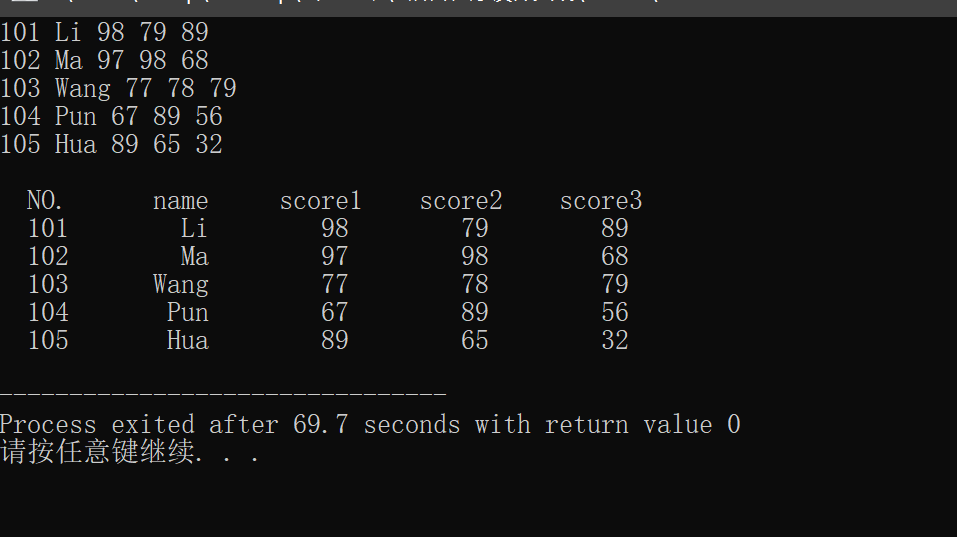 101 Li 98 79 89
102 Ma 97 98 68
103 Wang 77 78 79
104 Pun 67 89 56
105 Hua 89 65 32
NO. name score1 score2 score3
101 Li 98 79 89
102 Ma 97 98 68
103 Wang 77 78 79
104 Pun 67 89 56
105 Hua 89 65 32
--------------------------------
Process exited after 69.7 seconds with return value 0
请按任意键继续. . .